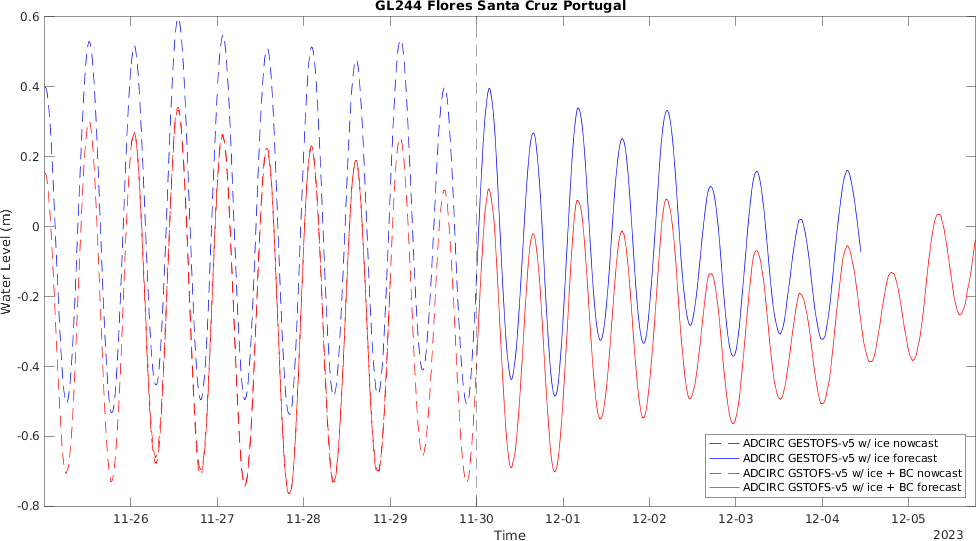 GL244 Flores Santa Cruz Portugal
0.6
0.4
0.2
0
-0.2
-0.4
-0.6
-0.8
Water Level (m)
ADCIRC GESTOFS-v5 w/ ice nowcast
ADCIRC GESTOFS-v5 w/ ice forecast
ADCIRC GSTOFS-v5 w/ ice + BC nowcast
ADCIRC GSTOFS-v5 w/ ice + BC forecast
11-26 11-27 11-28 11-29 11-30 12-01 12-02 12-03 12-04 12-05
Time
2023